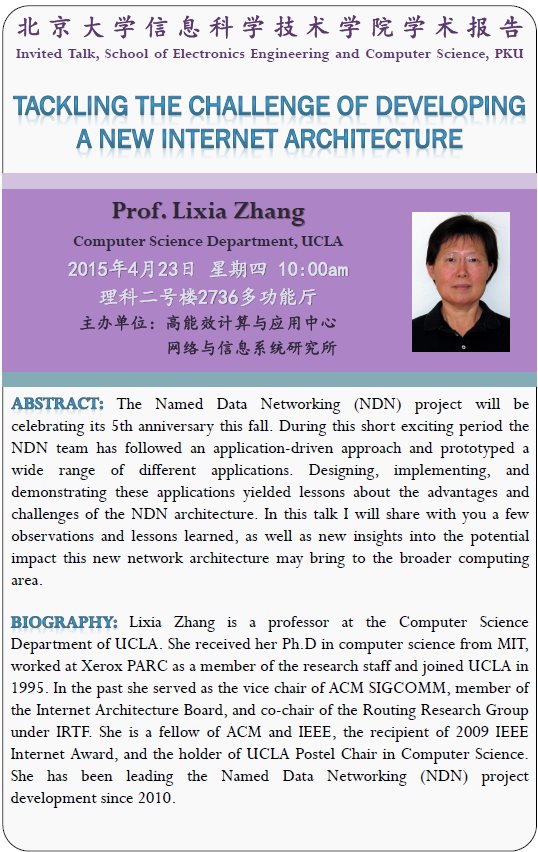 北京大学信息科学技术学院学术报告
Invited Talk, School of Electronics Engineering and Computer Science, PKU
TACKLING THE CHALLENGE OF DEVELOPING
A NEW INTERNET ARCHITECTURE
Prof. Lixia Zhang
Computer Science Department, UCLA
2015年4月23日 星期四 10:00am
理科二号楼2736多功能厅
主办单位：高能效计算与应用中心
网络与信息系统研究所
ABSTRACT: The Named Data Networking (NDN) project will be
celebrating its 5th anniversary this fall. During this short exciting period the
NDN team has followed an application-driven approach and prototyped a
wide range of different applications. Designing, implementing, and
demonstrating these applications yielded lessons about the advantages and
challenges of the NDN architecture. In this talk I will share with you a few
observations and lessons learned, as well as new insights into the potential
impact this new network architecture may bring to the broader computing
area.
BIOGRAPHY: Lixia Zhang is a professor at the Computer Science
Department of UCLA. She received her Ph.D in computer science from MIT,
worked at Xerox PARC as a member of the research staff and joined UCLA in
1995. In the past she served as the vice chair of ACM SIGCOMM, member of
the Internet Architecture Board, and co-chair of the Routing Research Group
under IRTF. She is a fellow of ACM and IEEE, the recipient of 2009 IEEE
Internet Award, and the holder of UCLA Postel Chair in Computer Science.
She has been leading the Named Data Networking (NDN) project
development since 2010.